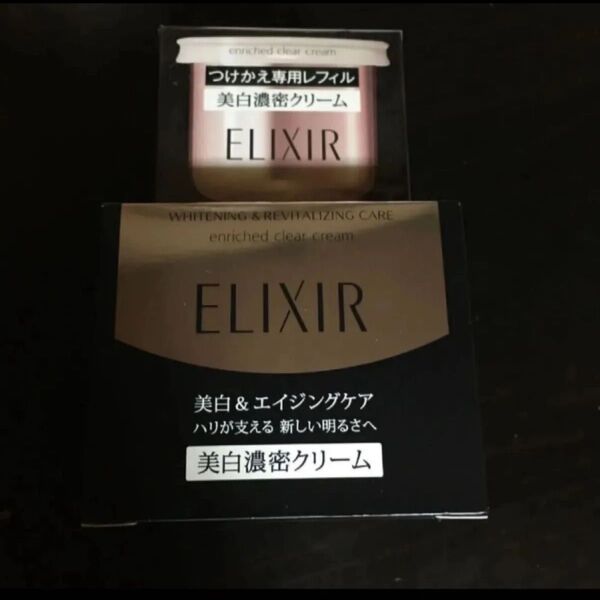 enriched clear cream
つけかえ専用レフィル
美白濃密クリーム
ELIXIR
WHITENING & REVITALIZING CARE
enriched clear cream
ELIXIR
美白&エイジングケア
ハリが支える 新しい明るさへ
美白濃密クリーム